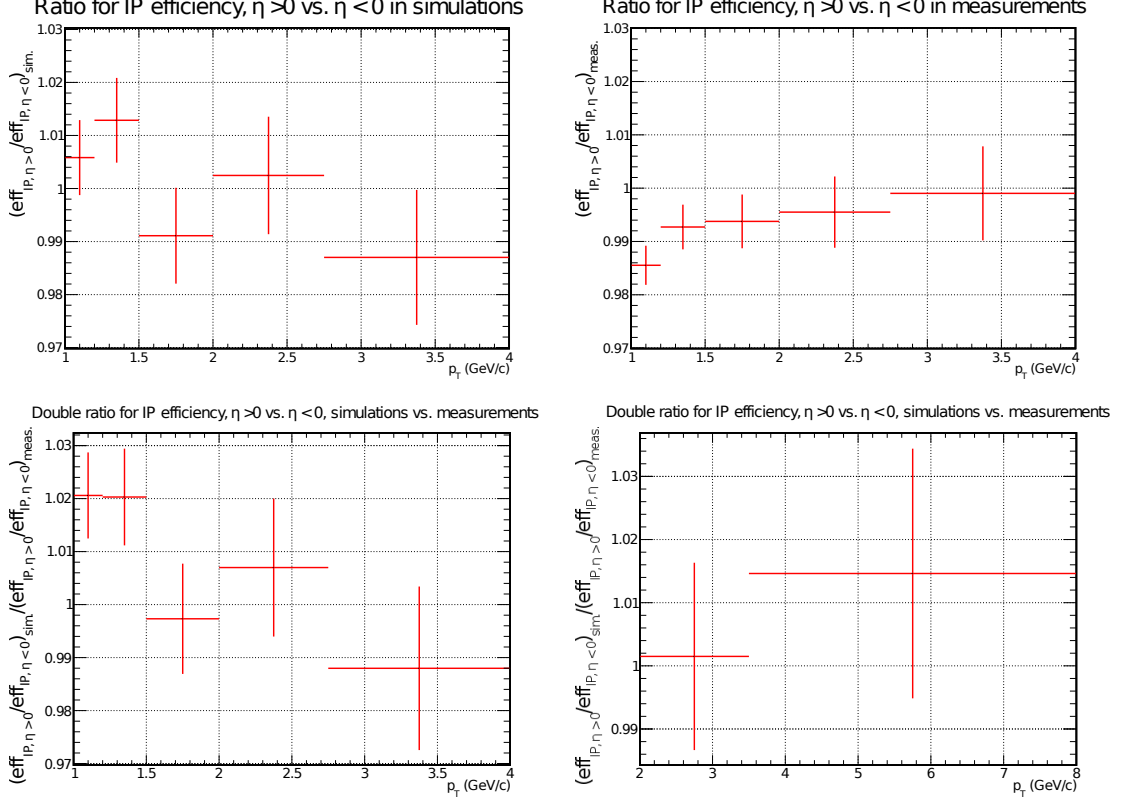 Ratio for IP efficiency, η >0 vs. η < 0 in simulations
(eff_IP, η > 0/eff_IP, η < 0)_sim.
1.03
1.02
1.01
1
0.99
0.98
0.97
1 1.5 2 2.5 3 3.5 4
p_T (GeV/c)
Ratio for IP efficiency, η >0 vs. η < 0 in measurements
(eff_IP, η > 0/eff_IP, η < 0)_meas.
1.03
1.02
1.01
1
0.99
0.98
0.97
1 1.5 2 2.5 3 3.5 4
p_T (GeV/c)
Double ratio for IP efficiency, η >0 vs. η < 0, simulations vs. measurements
(eff_IP, η > 0/eff_IP, η < 0)_sim./(eff_IP, η > 0/eff_IP, η < 0)_meas.
1.03
1.02
1.01
1
0.99
0.98
0.97
1 1.5 2 2.5 3 3.5 4
p_T (GeV/c)
Double ratio for IP efficiency, η >0 vs. η < 0, simulations vs. measurements
(eff_IP, η > 0/eff_IP, η < 0)_sim./(eff_IP, η > 0/eff_IP, η < 0)_meas.
1.03
1.02
1.01
1
0.99
2 3 4 5 6 7 8
p_T (GeV/c)